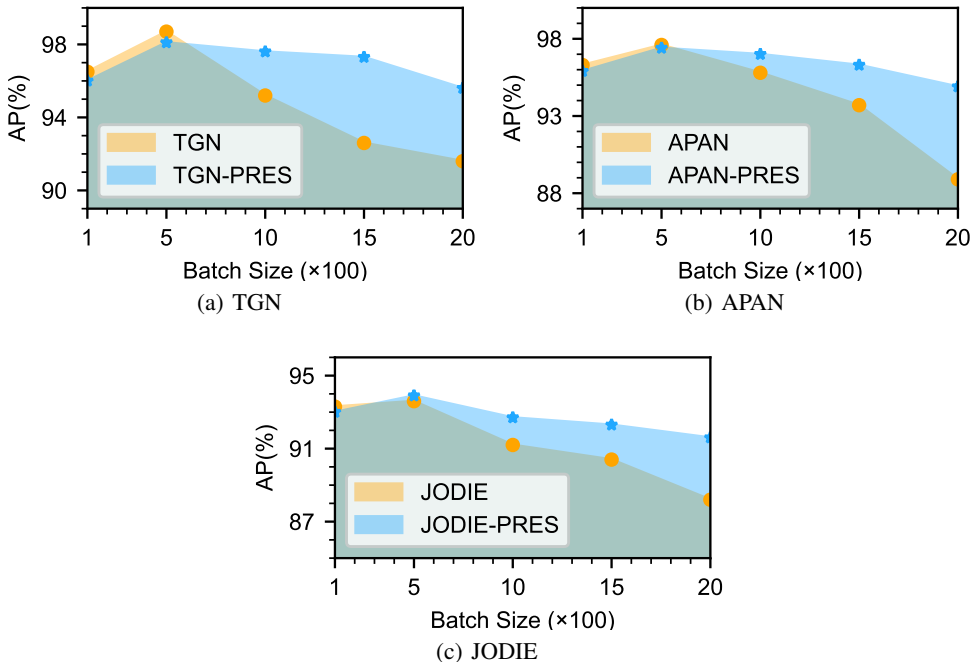 98
94
90
AP(%)
TGN
TGN-PRES
1 5 10 15 20
Batch Size (×100)
(a) TGN
98
93
88
AP(%)
APAN
APAN-PRES
1 5 10 15 20
Batch Size (×100)
(b) APAN
95
91
87
AP(%)
JODIE
JODIE-PRES
1 5 10 15 20
Batch Size (×100)
(c) JODIE